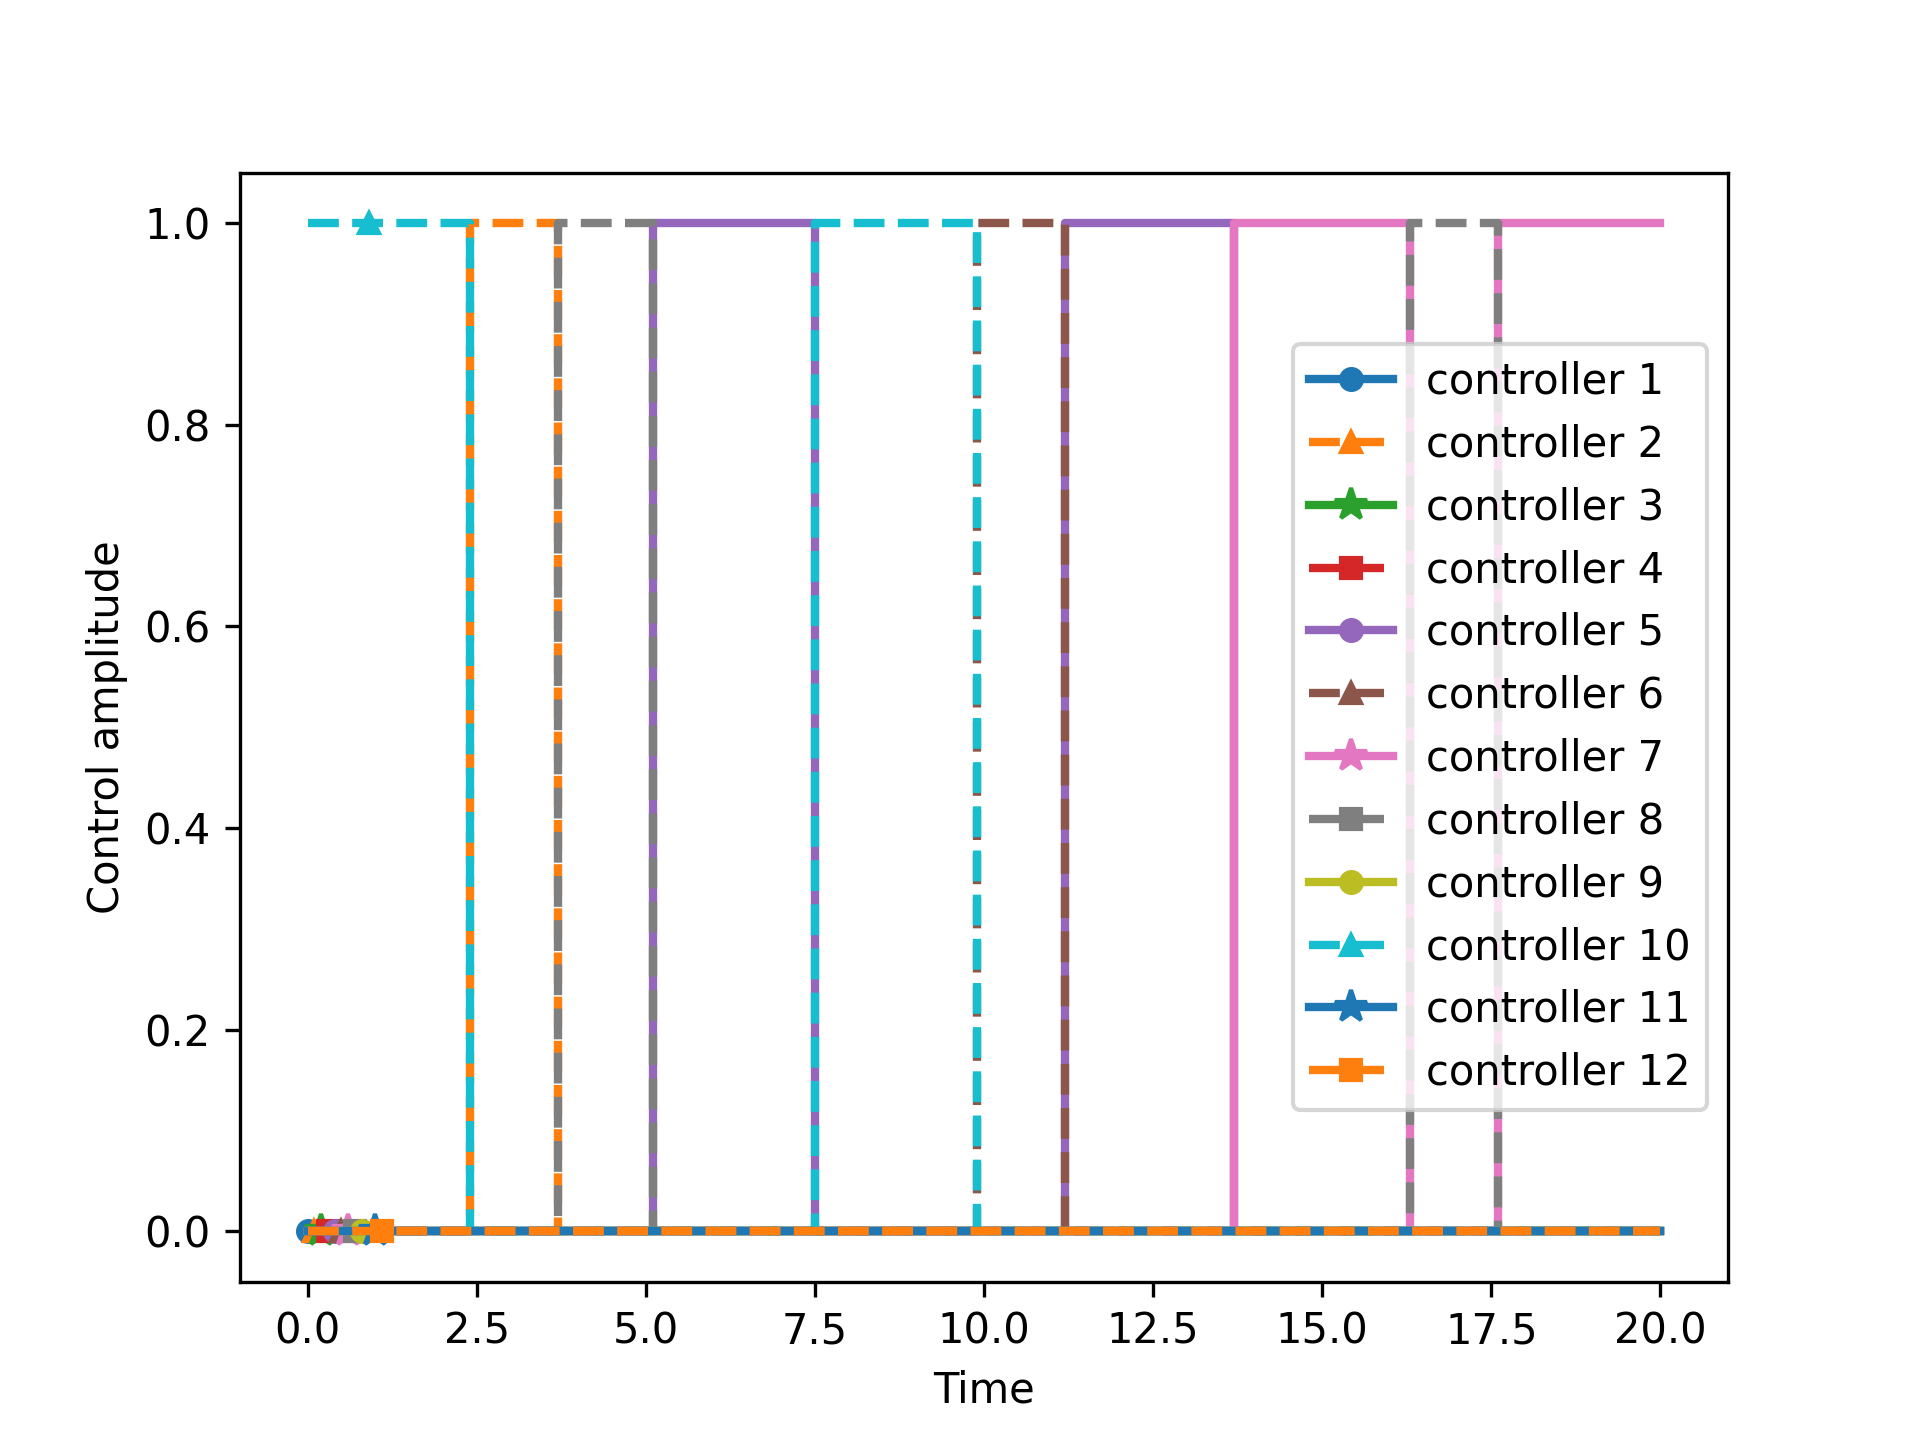 1.0
0.8
0.6
0.4
0.2
0.0
Control amplitude
controller 1
controller 2
controller 3
controller 4
controller 5
controller 6
controller 7
controller 8
controller 9
controller 10
controller 11
controller 12
0.0 2.5 5.0 7.5 10.0 12.5 15.0 17.5 20.0
Time